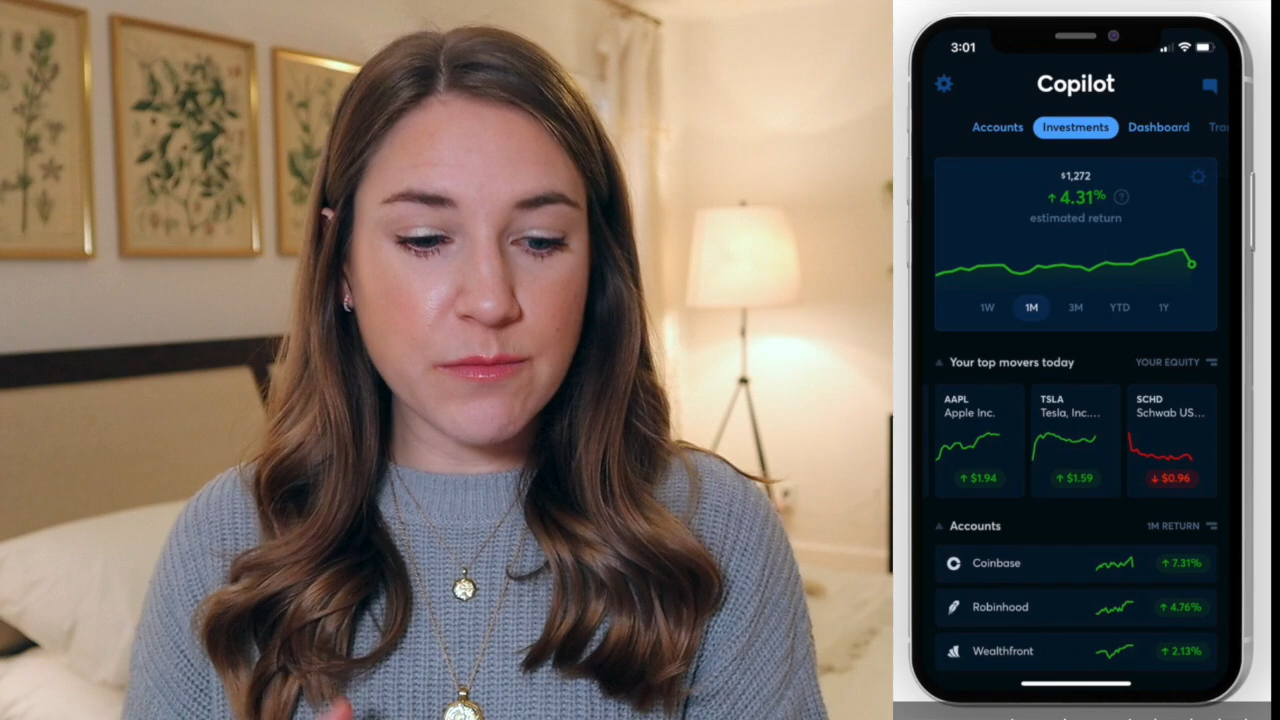 3:01
Copilot
Accounts Investments Dashboard
$1,272
↑ 4.31% ?
estimated return
1W 1M 3M YTD 1Y
Your top movers today YOUR EQUITY
AAPL TSLA SCHD
Apple Inc. Tesla, Inc.... Schwab US...
↑ $1.94 ↑ $1.59 ↓ $0.96
Accounts 1M RETURN
Coinbase ↑ 7.31%
Robinhood ↑ 4.76%
Wealthfront ↑ 2.13%